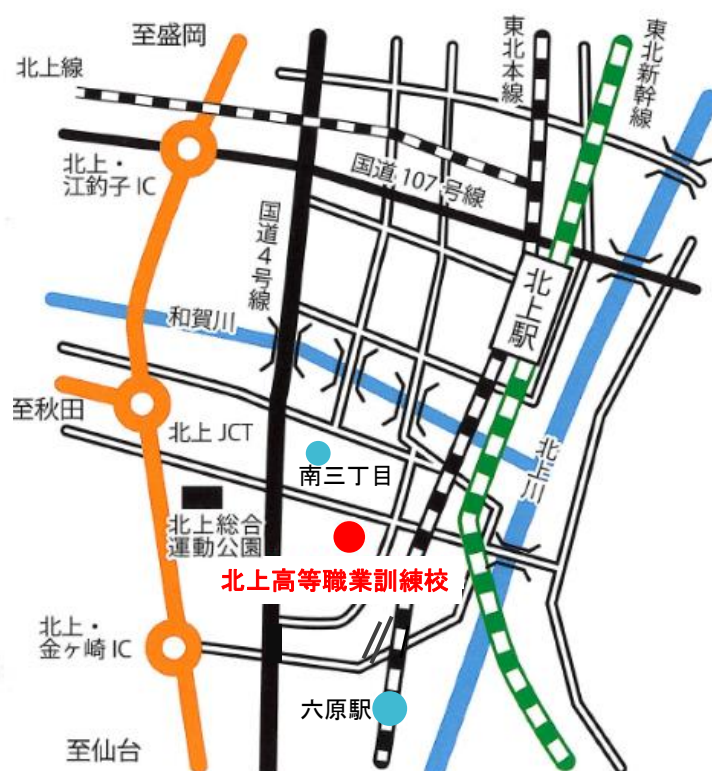 至盛岡
北上線
東北本線
東北新幹線
北上・
江釣子 IC
国道 107 号線
国道4号線
北上駅
和賀川
至秋田
北上 JCT
北上川
南三丁目
北上総合
運動公園
北上高等職業訓練校
北上・
金ヶ崎 IC
六原駅
至仙台